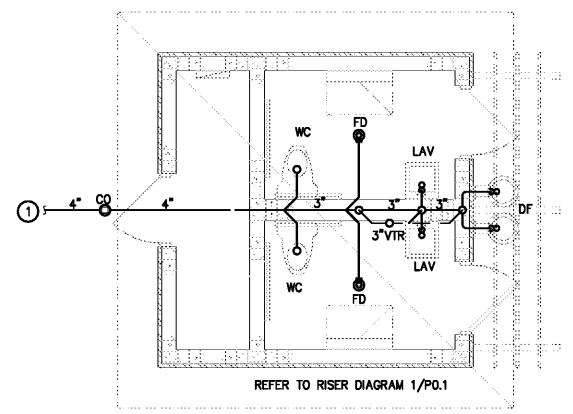 FD
WC
LAV
4"
CO
4"
3"
3"
3"
1
DF
3"VTR
LAV
WC
FD
REFER TO RISER DIAGRAM 1/P0.1